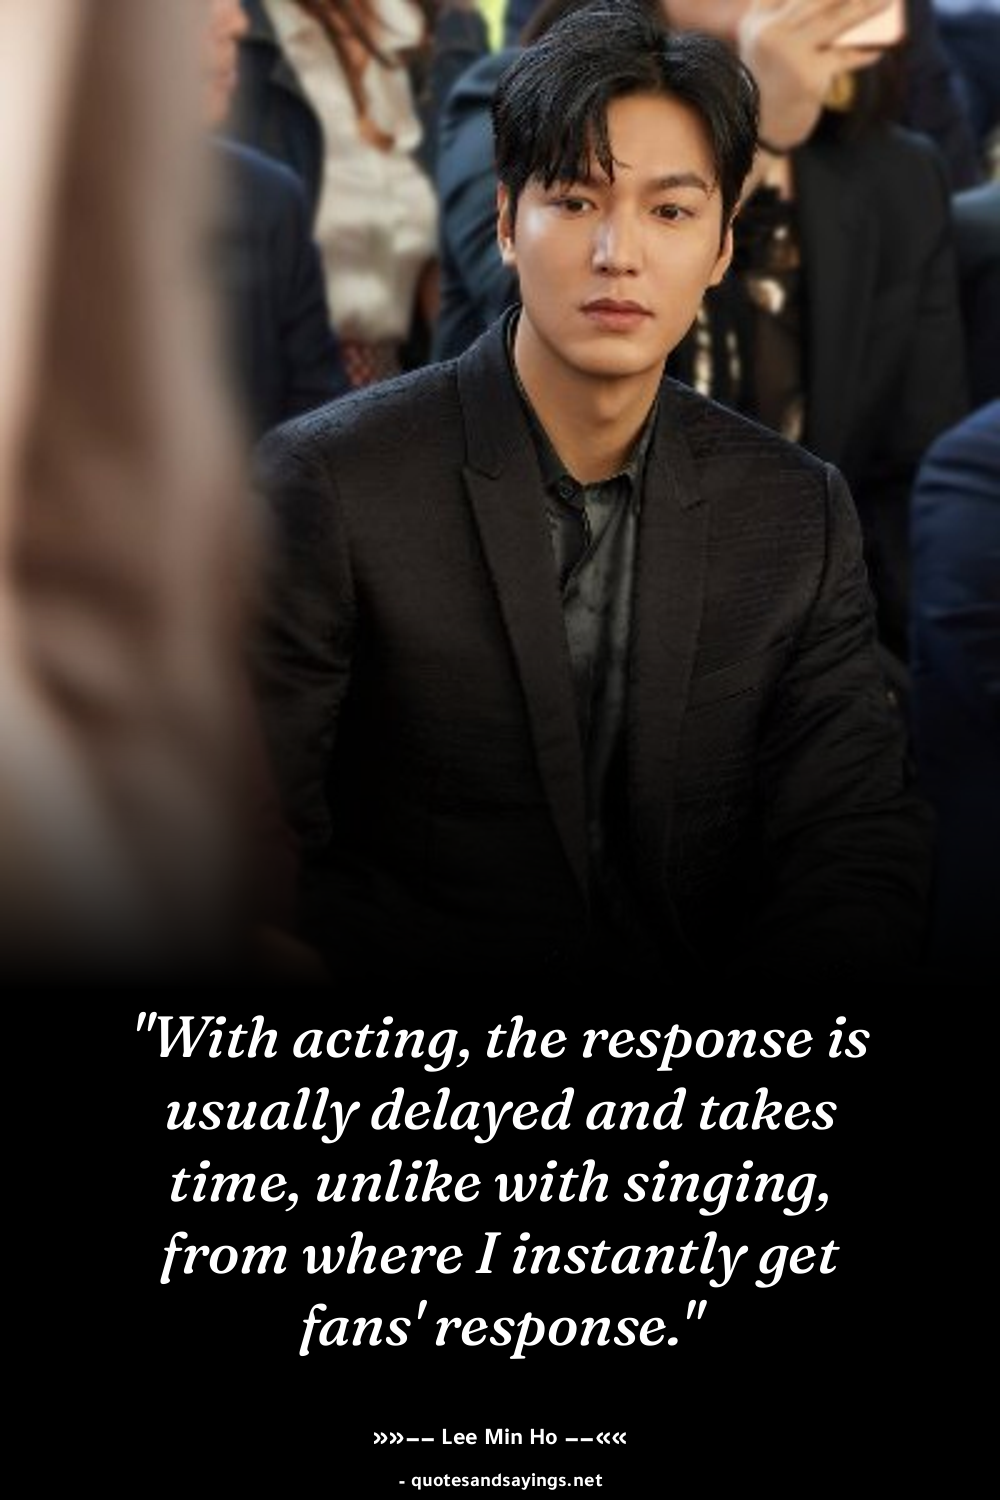 "With acting, the response is
usually delayed and takes
time, unlike with singing,
from where I instantly get
fans' response."
»»−− Lee Min Ho −−««
- quotesandsayings.net